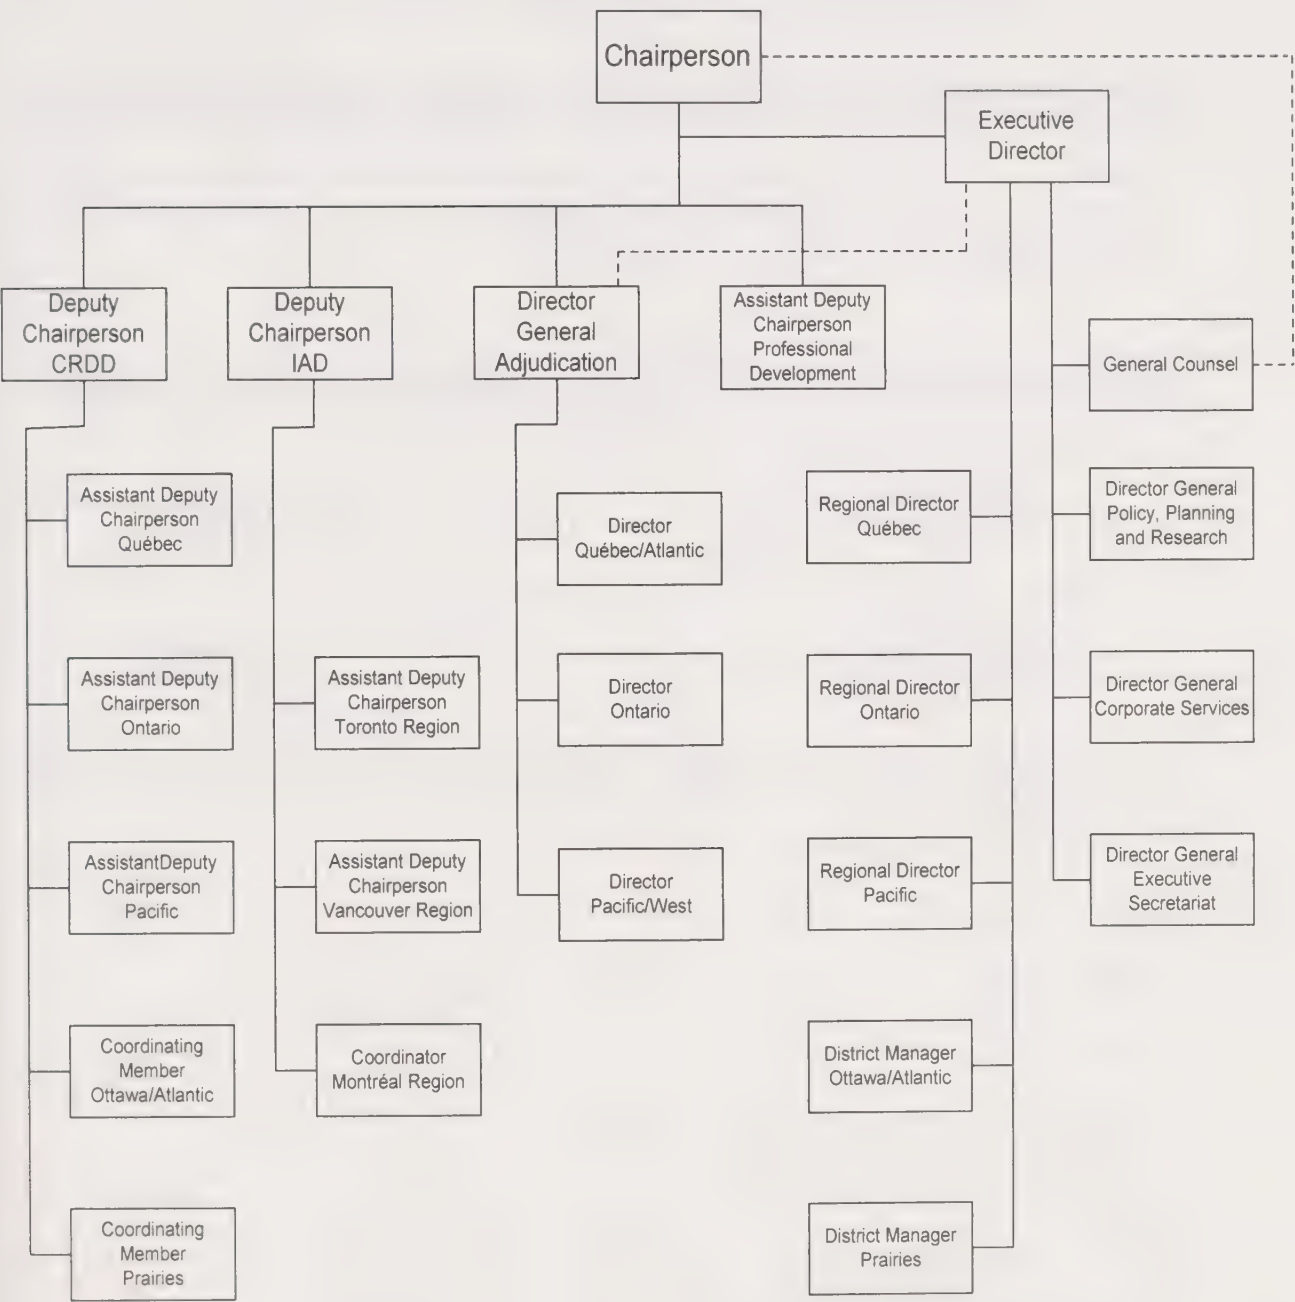 Chairperson
Executive
Director
Deputy
Chairperson
CRDD
Deputy
Chairperson
IAD
Director
General
Adjudication
Assistant Deputy
Chairperson
Professional
Development
General Counsel
Assistant Deputy
Chairperson
Québec
Director
Québec/Atlantic
Regional Director
Québec
Director General
Policy, Planning
and Research
Assistant Deputy
Chairperson
Ontario
Assistant Deputy
Chairperson
Toronto Region
Director
Ontario
Regional Director
Ontario
Director General
Corporate Services
AssistantDeputy
Chairperson
Pacific
Assistant Deputy
Chairperson
Vancouver Region
Director
Pacific/West
Regional Director
Pacific
Director General
Executive
Secretariat
Coordinating
Member
Ottawa/Atlantic
Coordinator
Montréal Region
District Manager
Ottawa/Atlantic
Coordinating
Member
Prairies
District Manager
Prairies